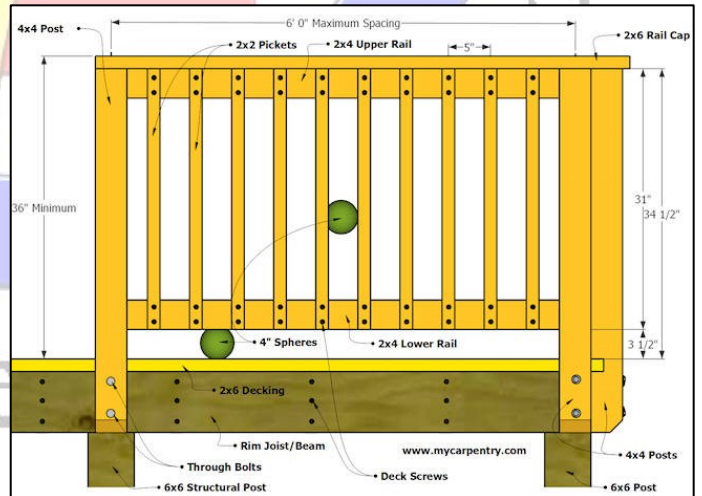 6' 0" Maximum Spacing
4x4 Post
2x2 Pickets
2x4 Upper Rail
5"
2x6 Rail Cap
36" Minimum
31"
34 1/2"
4" Spheres
2x4 Lower Rail
3 1/2"
2x6 Decking
Rim Joist/Beam
www.mycarpentry.com
4x4 Posts
Through Bolts
Deck Screws
6x6 Structural Post
6x6 Post